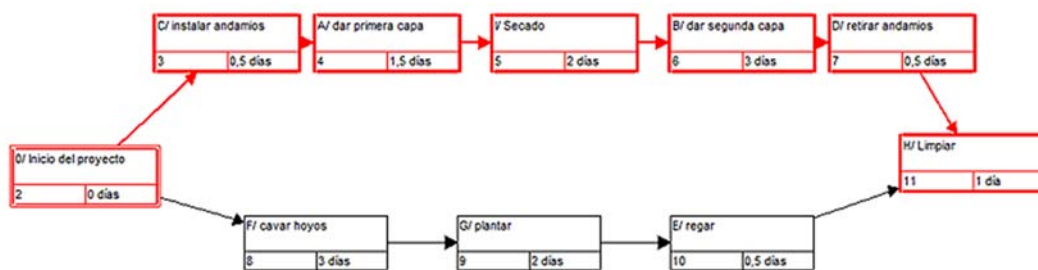 C/ instalar andamios
3 0,5 días
A/ dar primera capa
4 1,5 días
I/ Secado
5 2 días
B/ dar segunda capa
6 3 días
D/ retirar andamios
7 0,5 días
0/ Inicio del proyecto
2 0 días
H/ Limpiar
11 1 día
F/ cavar hoyos
8 3 días
G/ plantar
9 2 días
E/ regar
10 0,5 días